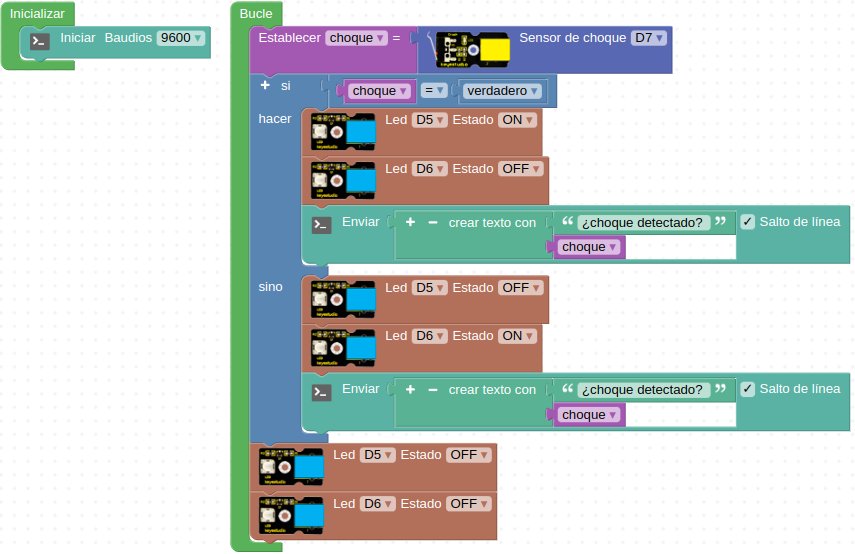 Inicializar
Iniciar Baudios 9600
Bucle
Establecer choque =
Sensor de choque D7
si choque = verdadero
hacer
Led D5 Estado ON
Led D6 Estado OFF
Enviar crear texto con “ ¿choque detectado? ” Salto de línea
choque
sino
Led D5 Estado OFF
Led D6 Estado ON
Enviar crear texto con “ ¿choque detectado? ” Salto de línea
choque
Led D5 Estado OFF
Led D6 Estado OFF